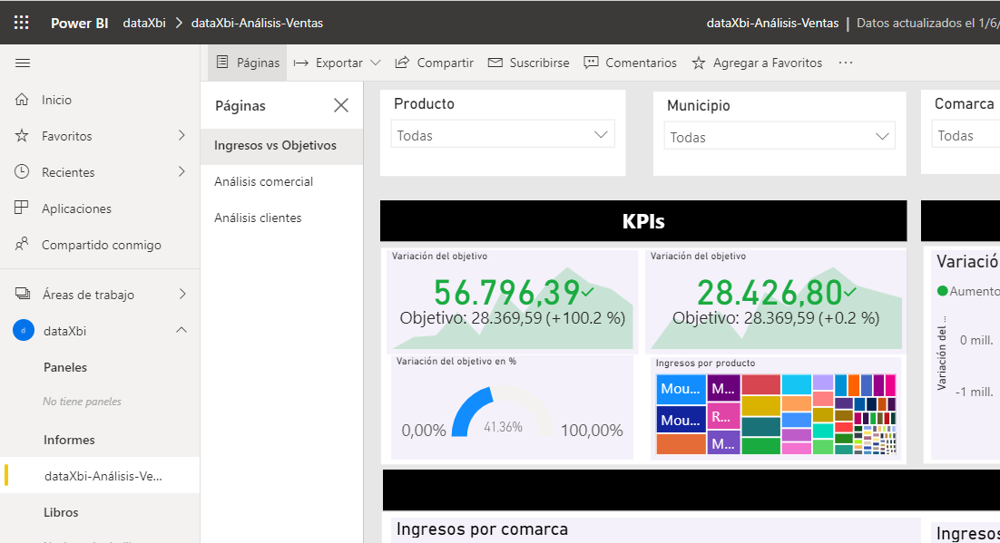 Power BI dataXbi > dataXbi-Análisis-Ventas
dataXbi-Análisis-Ventas | Datos actualizados el 1/6/
Páginas Exportar Compartir Suscribirse Comentarios Agregar a Favoritos ...
Inicio
Favoritos
Recientes
Aplicaciones
Compartido conmigo
Áreas de trabajo
d
dataXbi
Paneles
No tiene paneles
Informes
dataXbi-Análisis-Ve...
Libros
Páginas
Ingresos vs Objetivos
Análisis comercial
Análisis clientes
Producto
Todas
Municipio
Todas
Comarca
Todas
KPIs
Variación del objetivo
56.796,39
Objetivo: 28.369,59 (+100.2 %)
Variación del objetivo
28.426,80
Objetivo: 28.369,59 (+0.2 %)
Variación del objetivo en %
0,00%
41,36%
100,00%
Ingresos por producto
Mou...
Mou...
M...
R...
M...
Variació
Aumento
Variación del ...
0 mill.
-1 mill.
Ingresos por comarca
Ingresos